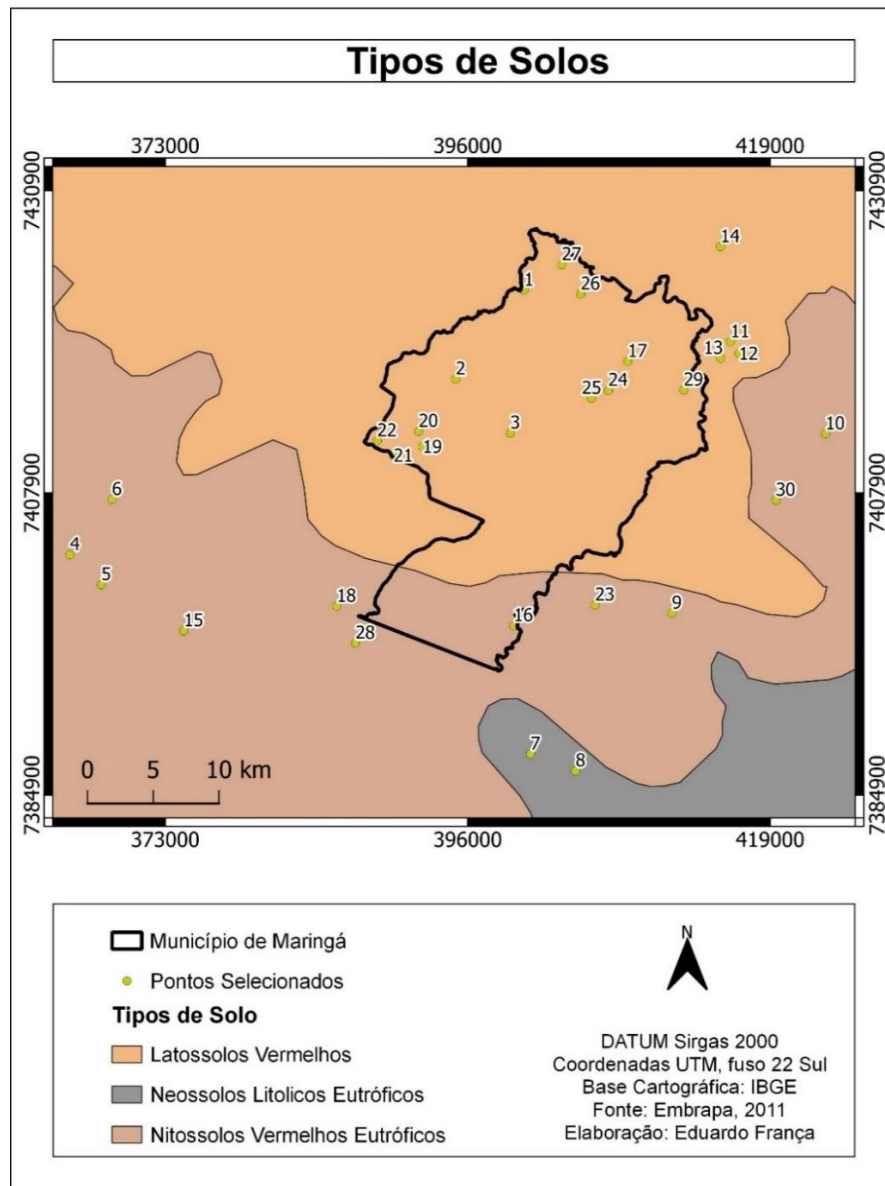 Tipos de Solos
373000 396000 419000
7430900 7430900
14
27
1 26
11
13 12
17
2
25 24 29
20 3 10
22
21 19
7407900 7407900
6 30
4
5
18 23 9
15 16
28
7
8
0 5 10 km
7384900 7384900
373000 396000 419000
Município de Maringá
Pontos Selecionados
Tipos de Solo
Latossolos Vermelhos
Neossolos Litolicos Eutróficos
Nitossolos Vermelhos Eutróficos
N
DATUM Sirgas 2000
Coordenadas UTM, fuso 22 Sul
Base Cartográfica: IBGE
Fonte: Embrapa, 2011
Elaboração: Eduardo França